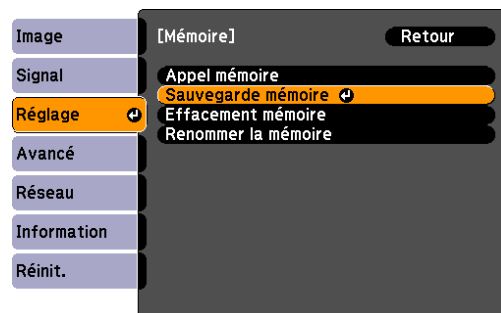 Image
Signal
Réglage
Avancé
Réseau
Information
Réinit.
[Mémoire]
Retour
Appel mémoire
Sauvegarde mémoire
Effacement mémoire
Renommer la mémoire